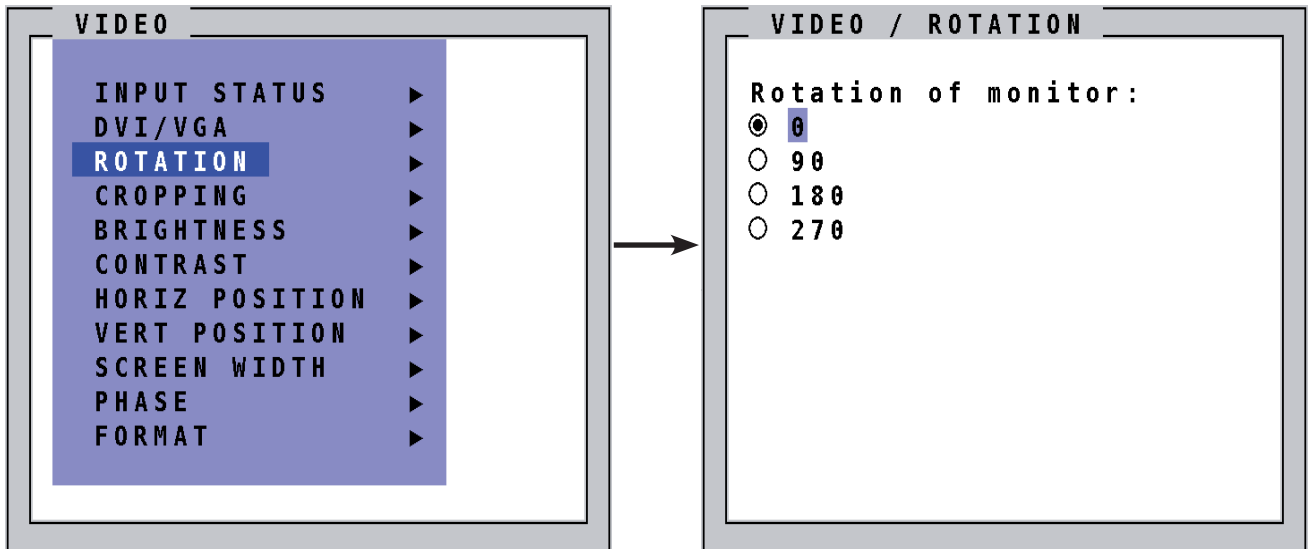 VIDEO
INPUT STATUS
DVI/VGA
ROTATION
CROPPING
BRIGHTNESS
CONTRAST
HORIZ POSITION
VERT POSITION
SCREEN WIDTH
PHASE
FORMAT
VIDEO / ROTATION
Rotation of monitor:
0
90
180
270